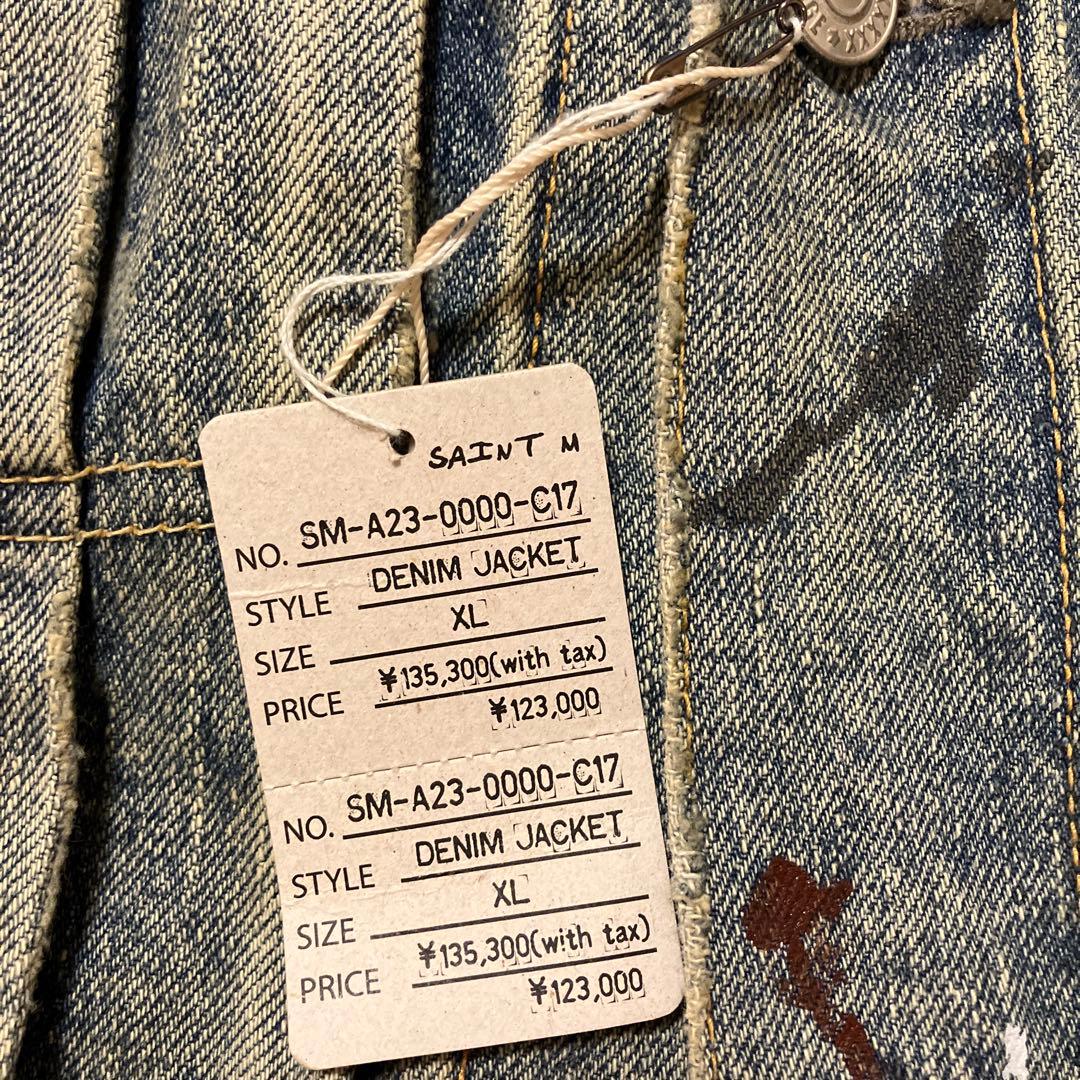 XXXX
SAINT M
NO. SM-A23-0000-C17
STYLE DENIM JACKET
SIZE XL
PRICE ¥135,300(with tax)
¥123,000
NO. SM-A23-0000-C17
STYLE DENIM JACKET
SIZE XL
PRICE ¥135,300(with tax)
¥123,000